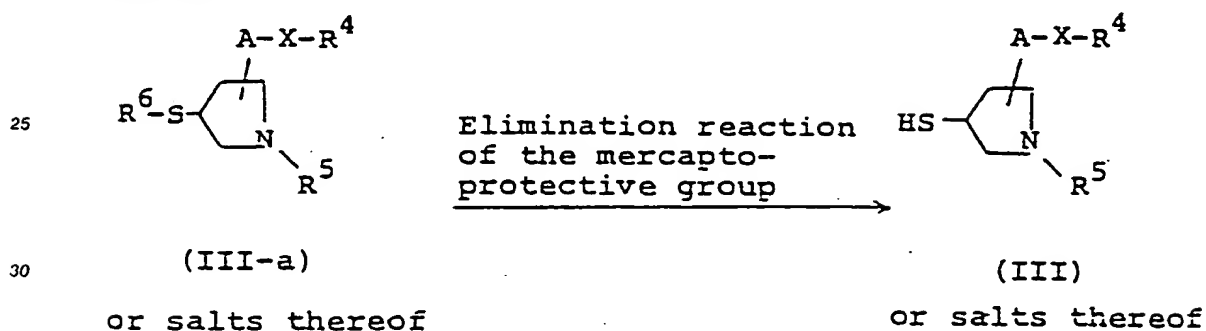 A-X-R⁴
R⁶-S
N
R⁵
25
Elimination reaction
of the mercapto-
protective group
A-X-R⁴
HS
N
R⁵
30
(III-a)
or salts thereof
(III)
or salts thereof